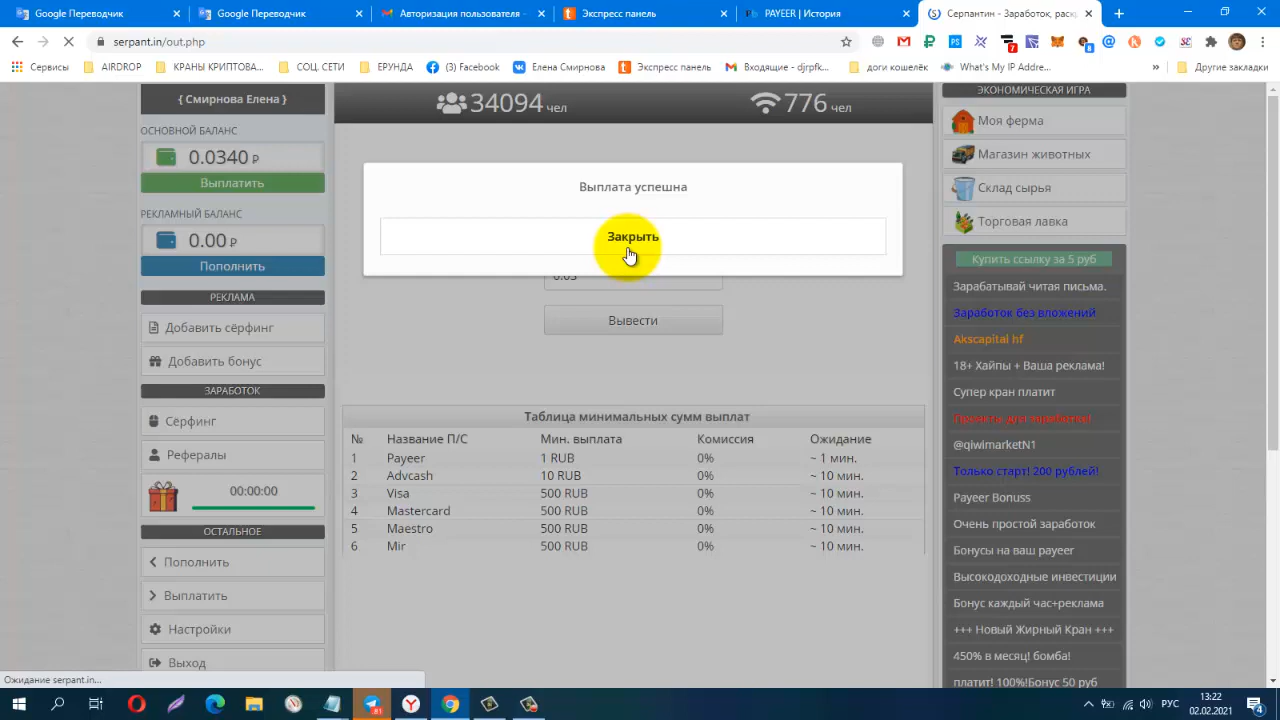 Google Переводчик
Google Переводчик
Авторизация пользователя -
Экспресс панель
PAYEER | История
Серпантин - Заработок, раск
serpant.in/out.php
Сервисы
AIRDROP
КРАНЫ КРИПТОВА...
СОЦ. СЕТИ
ЕРУНДА
(3) Facebook
Елена Смирнова
Экспресс панель
Входящие - djrpfk...
доги кошелёк
What's My IP Addre...
»
Другие закладки
{ Смирнова Елена }
ОСНОВНОЙ БАЛАНС
0.0340 ₽
Выплатить
РЕКЛАМНЫЙ БАЛАНС
0.00 ₽
Пополнить
РЕКЛАМА
Добавить сёрфинг
Добавить бонус
ЗАРАБОТОК
Сёрфинг
Рефералы
00:00:00
ОСТАЛЬНОЕ
Пополнить
Выплатить
Настройки
Выход
34094 чел
776 чел
Выплата успешна
Закрыть
Вывести
Таблица минимальных сумм выплат
№ Название П/С Мин. выплата Комиссия Ожидание
1 Payeer 1 RUB 0% ~ 1 мин.
2 Advcash 10 RUB 0% ~ 10 мин.
3 Visa 500 RUB 0% ~ 10 мин.
4 Mastercard 500 RUB 0% ~ 10 мин.
5 Maestro 500 RUB 0% ~ 10 мин.
6 Mir 500 RUB 0% ~ 10 мин.
ЭКОНОМИЧЕСКАЯ ИГРА
Моя ферма
Магазин животных
Склад сырья
Торговая лавка
Купить ссылку за 5 руб
Зарабатывай читая письма.
Заработок без вложений
Akscapital hf
18+ Хайпы + Ваша реклама!
Супер кран платит
@qiwimarketN1
Только старт! 200 рублей!
Payeer Bonuss
Очень простой заработок
Бонусы на ваш payeer
Высокодоходные инвестиции
Бонус каждый час+реклама
+++ Новый Жирный Кран +++
450% в месяц! бомба!
платит! 100%!Бонус 50 руб
Ожидание serpant.in...
РУС
13:22
02.02.2021